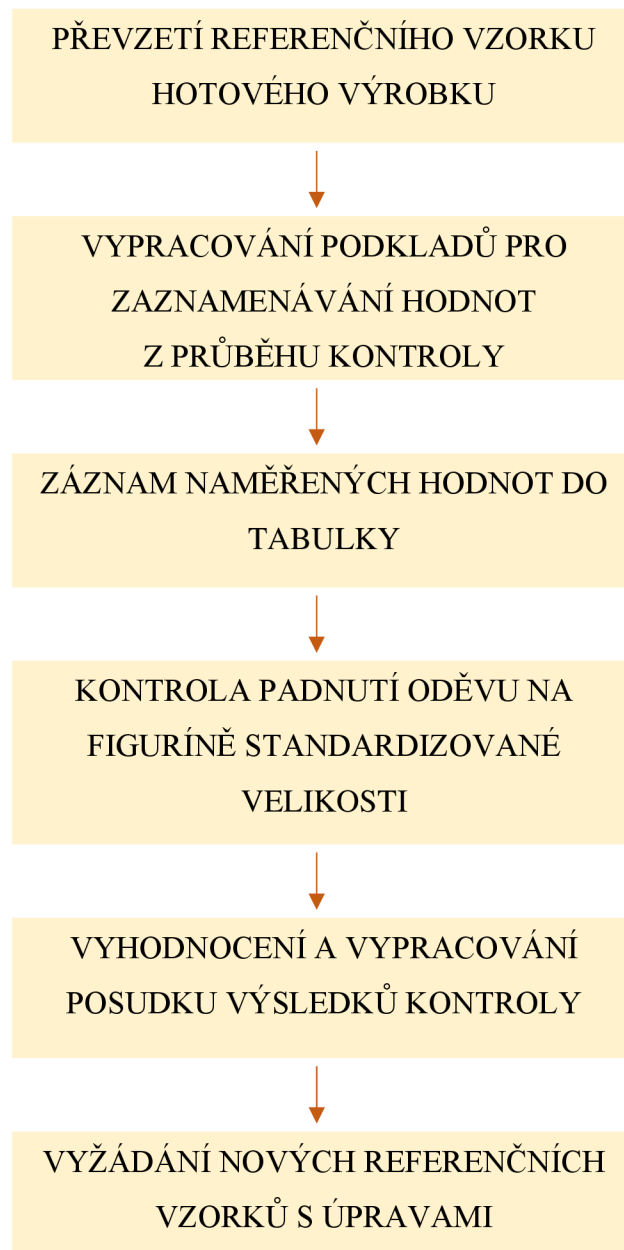 PŘEVZETÍ REFERENČNÍHO VZORKU
HOTOVÉHO VÝROBKU
VYPRACOVÁNÍ PODKLADŮ PRO
ZAZNAMENÁVÁNÍ HODNOT
Z PRŮBĚHU KONTROLY
ZÁZNAM NAMĚŘENÝCH HODNOT DO
TABULKY
KONTROLA PADNUTÍ ODĚVU NA
FIGURÍNĚ STANDARDIZOVANÉ
VELIKOSTI
VYHODNOCENÍ A VYPRACOVÁNÍ
POSUDKU VÝSLEDKŮ KONTROLY
VYŽÁDÁNÍ NOVÝCH REFERENČNÍCH
VZORKŮ S ÚPRAVAMI